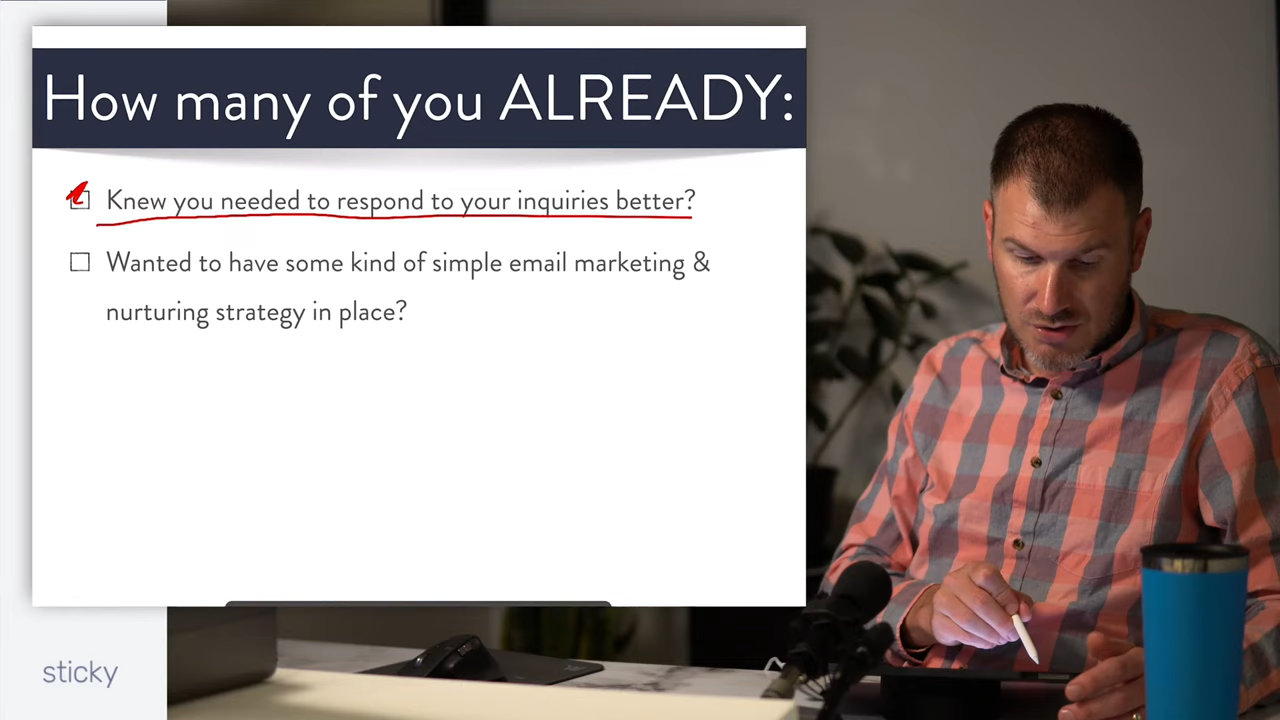 How many of you ALREADY:
Knew you needed to respond to your inquiries better?
Wanted to have some kind of simple email marketing &
nurturing strategy in place?
sticky